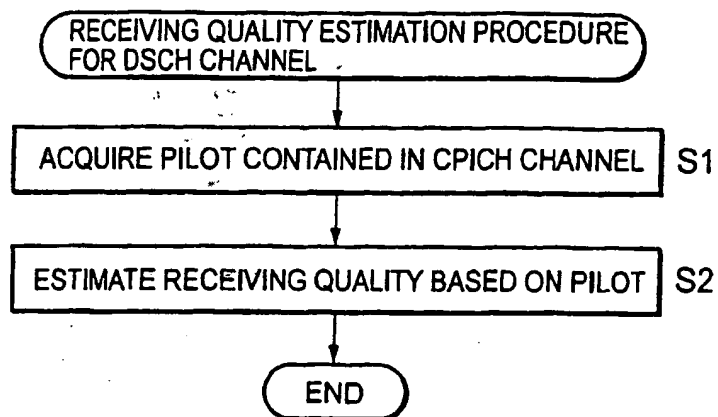 RECEIVING QUALITY ESTIMATION PROCEDURE
FOR DSCH CHANNEL
ACQUIRE PILOT CONTAINED IN CPICH CHANNEL
S1
ESTIMATE RECEIVING QUALITY BASED ON PILOT
S2
END